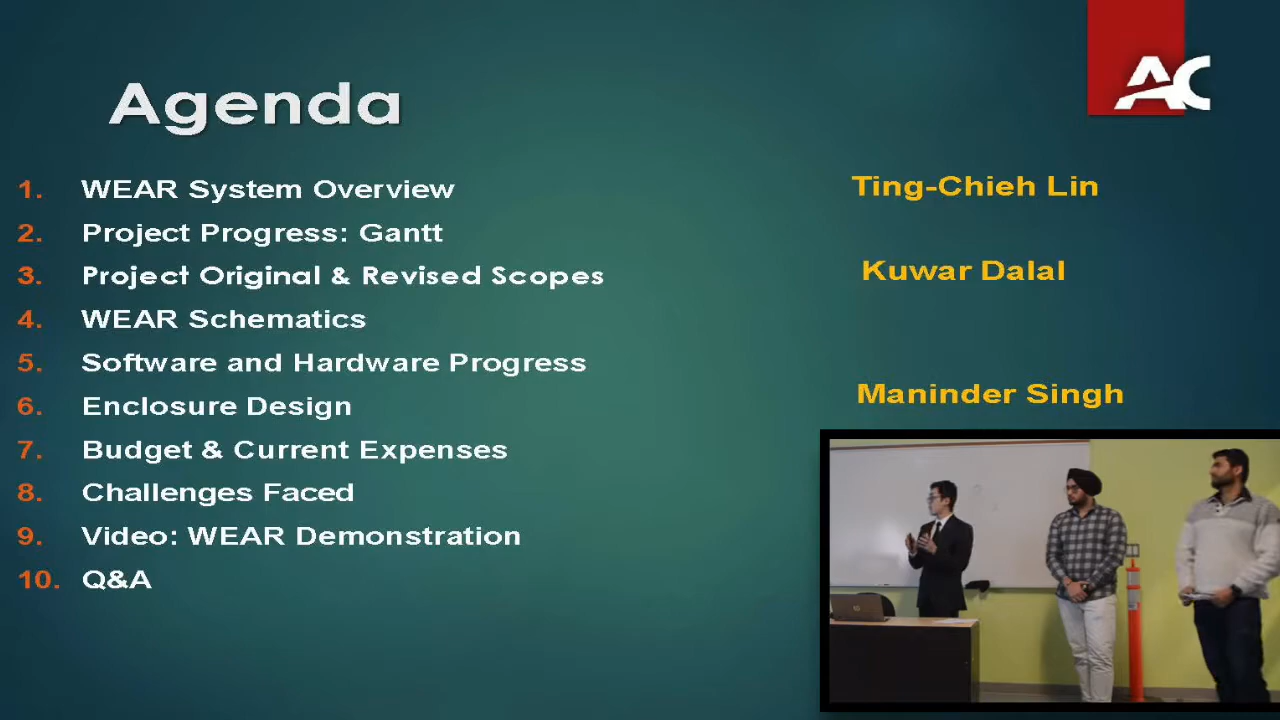 Agenda
AC
1. WEAR System Overview
Ting-Chieh Lin
2. Project Progress: Gantt
3. Project Original & Revised Scopes
Kuwar Dalal
4. WEAR Schematics
5. Software and Hardware Progress
6. Enclosure Design
Maninder Singh
7. Budget & Current Expenses
8. Challenges Faced
9. Video: WEAR Demonstration
10. Q&A